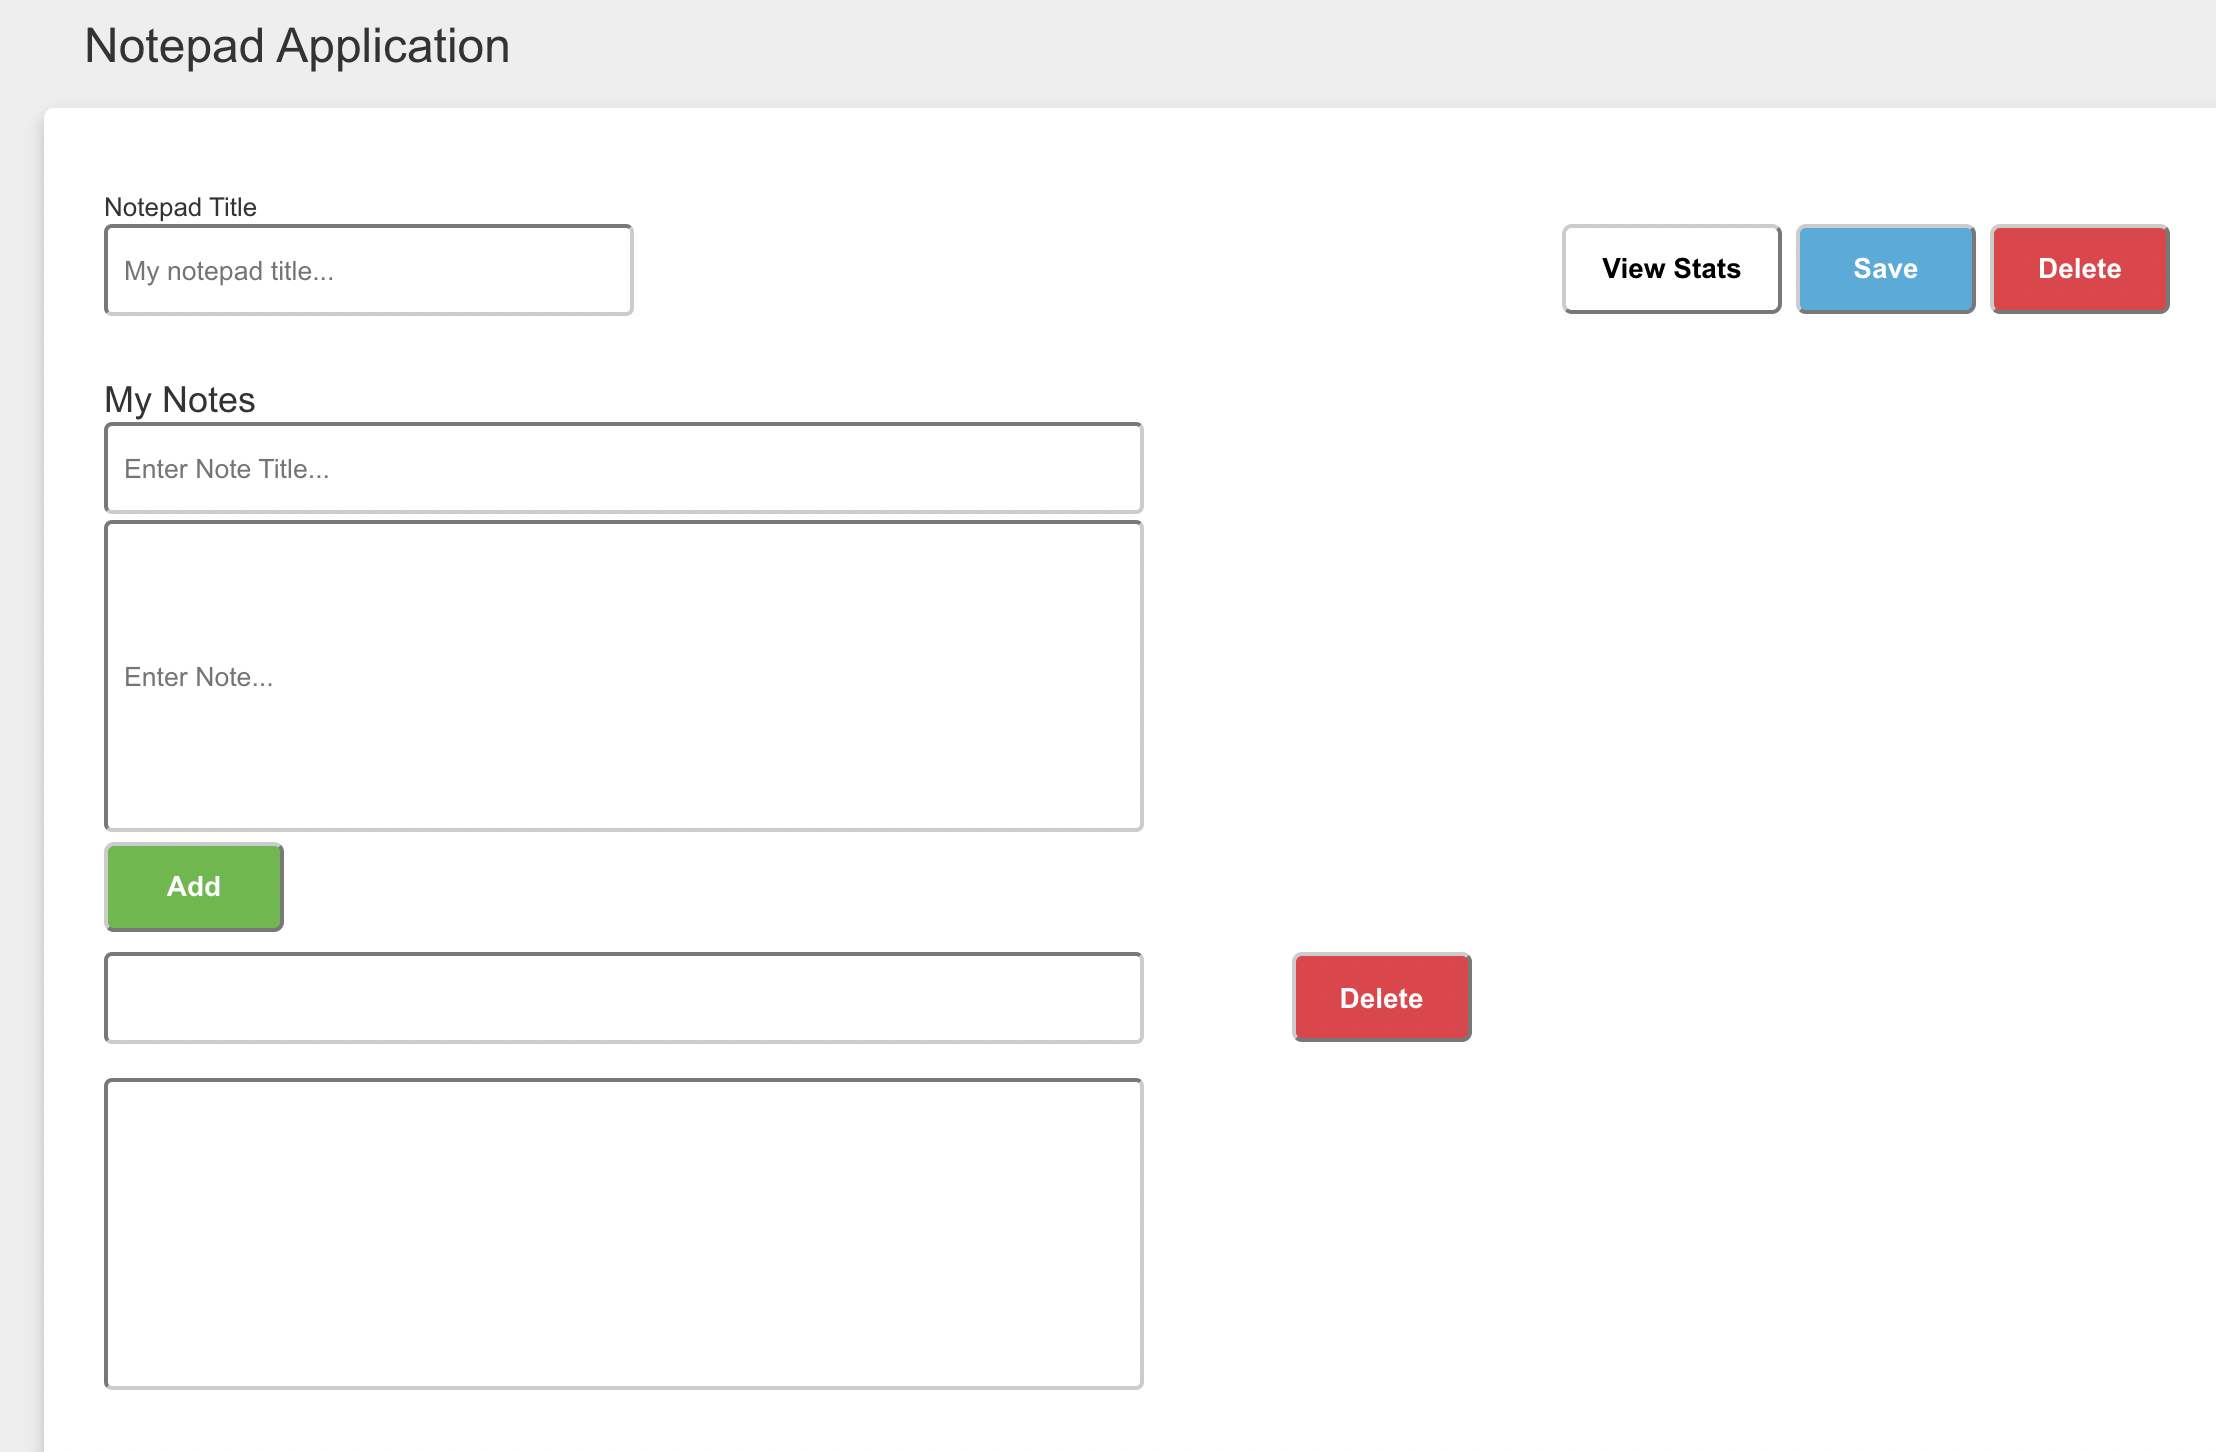 Notepad Application
Notepad Title
My notepad title...
View Stats
Save
Delete
My Notes
Enter Note Title...
Enter Note...
Add
Delete